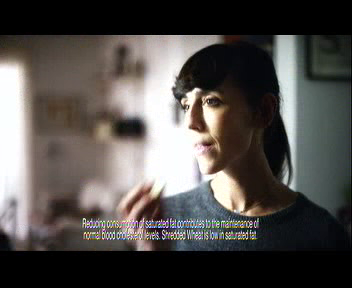 Reducing consumption of saturated fat contributes to the maintenance of
normal blood cholesterol levels. Shredded Wheat is low in saturated fat.